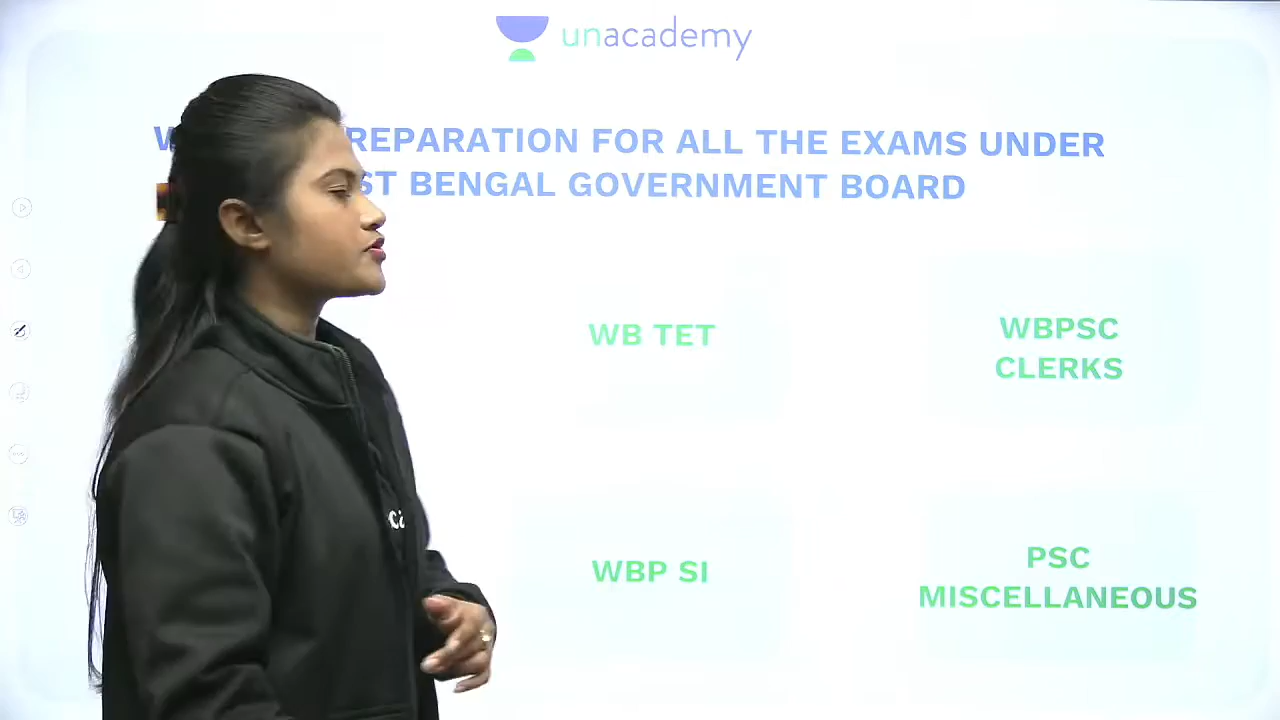 unacademy
REPARATION FOR ALL THE EXAMS UNDER
ST BENGAL GOVERNMENT BOARD
WB TET
WBPSC
CLERKS
WBP SI
PSC
MISCELLANEOUS